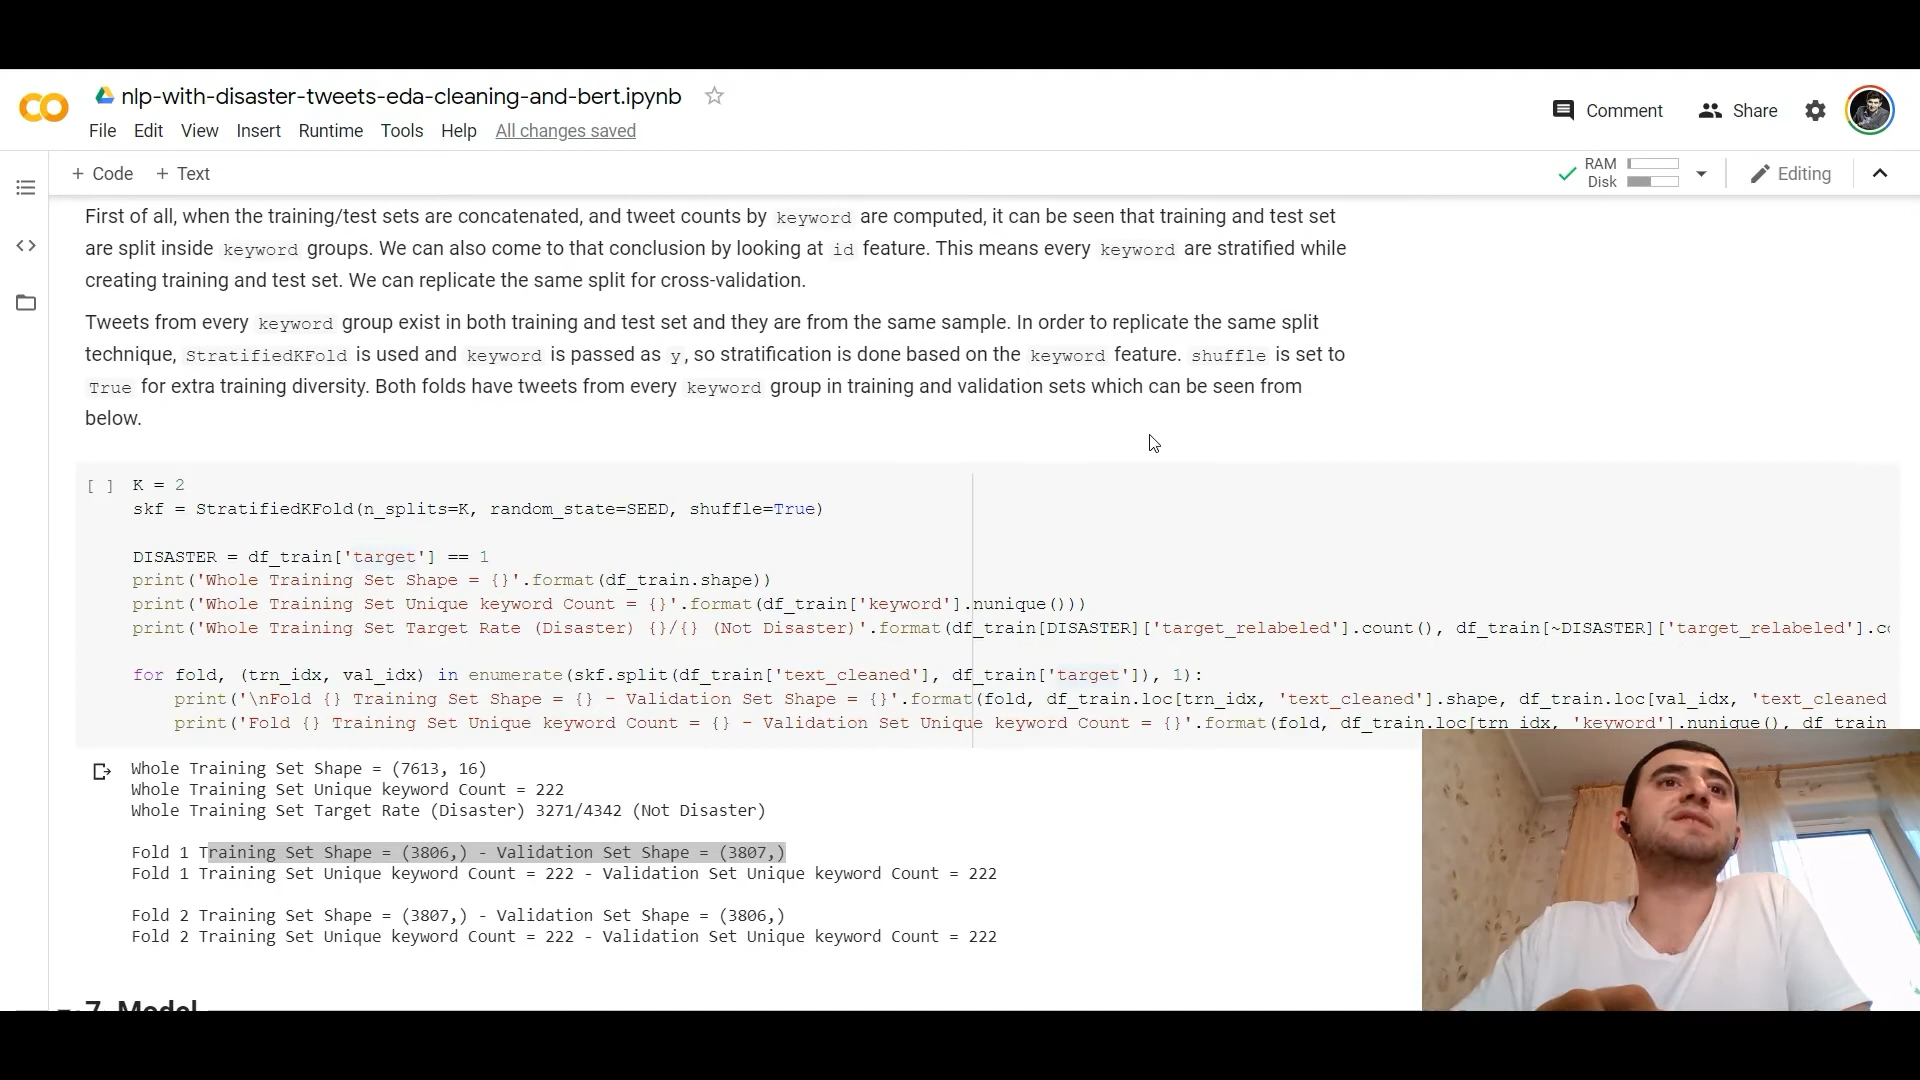 nlp-with-disaster-tweets-eda-cleaning-and-bert.ipynb
Comment
Share
File Edit View Insert Runtime Tools Help All changes saved
+ Code + Text
RAM
Disk
Editing
First of all, when the training/test sets are concatenated, and tweet counts by keyword are computed, it can be seen that training and test set
are split inside keyword groups. We can also come to that conclusion by looking at id feature. This means every keyword are stratified while
creating training and test set. We can replicate the same split for cross-validation.
Tweets from every keyword group exist in both training and test set and they are from the same sample. In order to replicate the same split
technique, StratifiedKFold is used and keyword is passed as y, so stratification is done based on the keyword feature. shuffle is set to
True for extra training diversity. Both folds have tweets from every keyword group in training and validation sets which can be seen from
below.
[ ] K = 2
skf = StratifiedKFold(n_splits=K, random_state=SEED, shuffle=True)
DISASTER = df_train['target'] == 1
print('Whole Training Set Shape = {}'.format(df_train.shape))
print('Whole Training Set Unique keyword Count = {}'.format(df_train['keyword'].nunique()))
print('Whole Training Set Target Rate (Disaster) {}/{} (Not Disaster)'.format(df_train[DISASTER]['target_relabeled'].count(), df_train[~DISASTER]['target_relabeled'].c
for fold, (trn_idx, val_idx) in enumerate(skf.split(df_train['text_cleaned'], df_train['target']), 1):
print('\nFold {} Training Set Shape = {} - Validation Set Shape = {}'.format(fold, df_train.loc[trn_idx, 'text_cleaned'].shape, df_train.loc[val_idx, 'text_cleaned
print('Fold {} Training Set Unique keyword Count = {} - Validation Set Unique keyword Count = {}'.format(fold, df_train.loc[trn_idx, 'keyword'].nunique(), df_train
Whole Training Set Shape = (7613, 16)
Whole Training Set Unique keyword Count = 222
Whole Training Set Target Rate (Disaster) 3271/4342 (Not Disaster)
Fold 1 Training Set Shape = (3806,) - Validation Set Shape = (3807,)
Fold 1 Training Set Unique keyword Count = 222 - Validation Set Unique keyword Count = 222
Fold 2 Training Set Shape = (3807,) - Validation Set Shape = (3806,)
Fold 2 Training Set Unique keyword Count = 222 - Validation Set Unique keyword Count = 222
7. Model